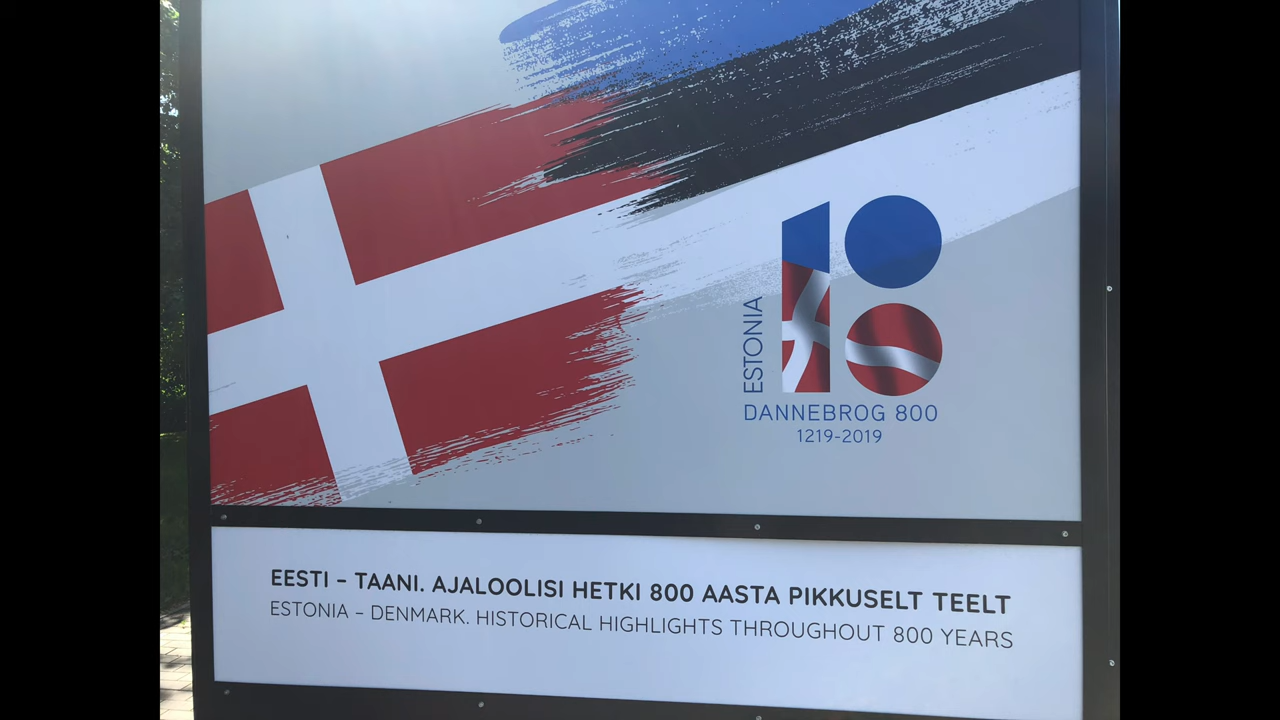 ESTONIA
DANNEBROG 800
1219-2019
EESTI – TAANI. AJALOOLISI HETKI 800 AASTA PIKKUSELT TEELT
ESTONIA – DENMARK. HISTORICAL HIGHLIGHTS THROUGHOUT 800 YEARS